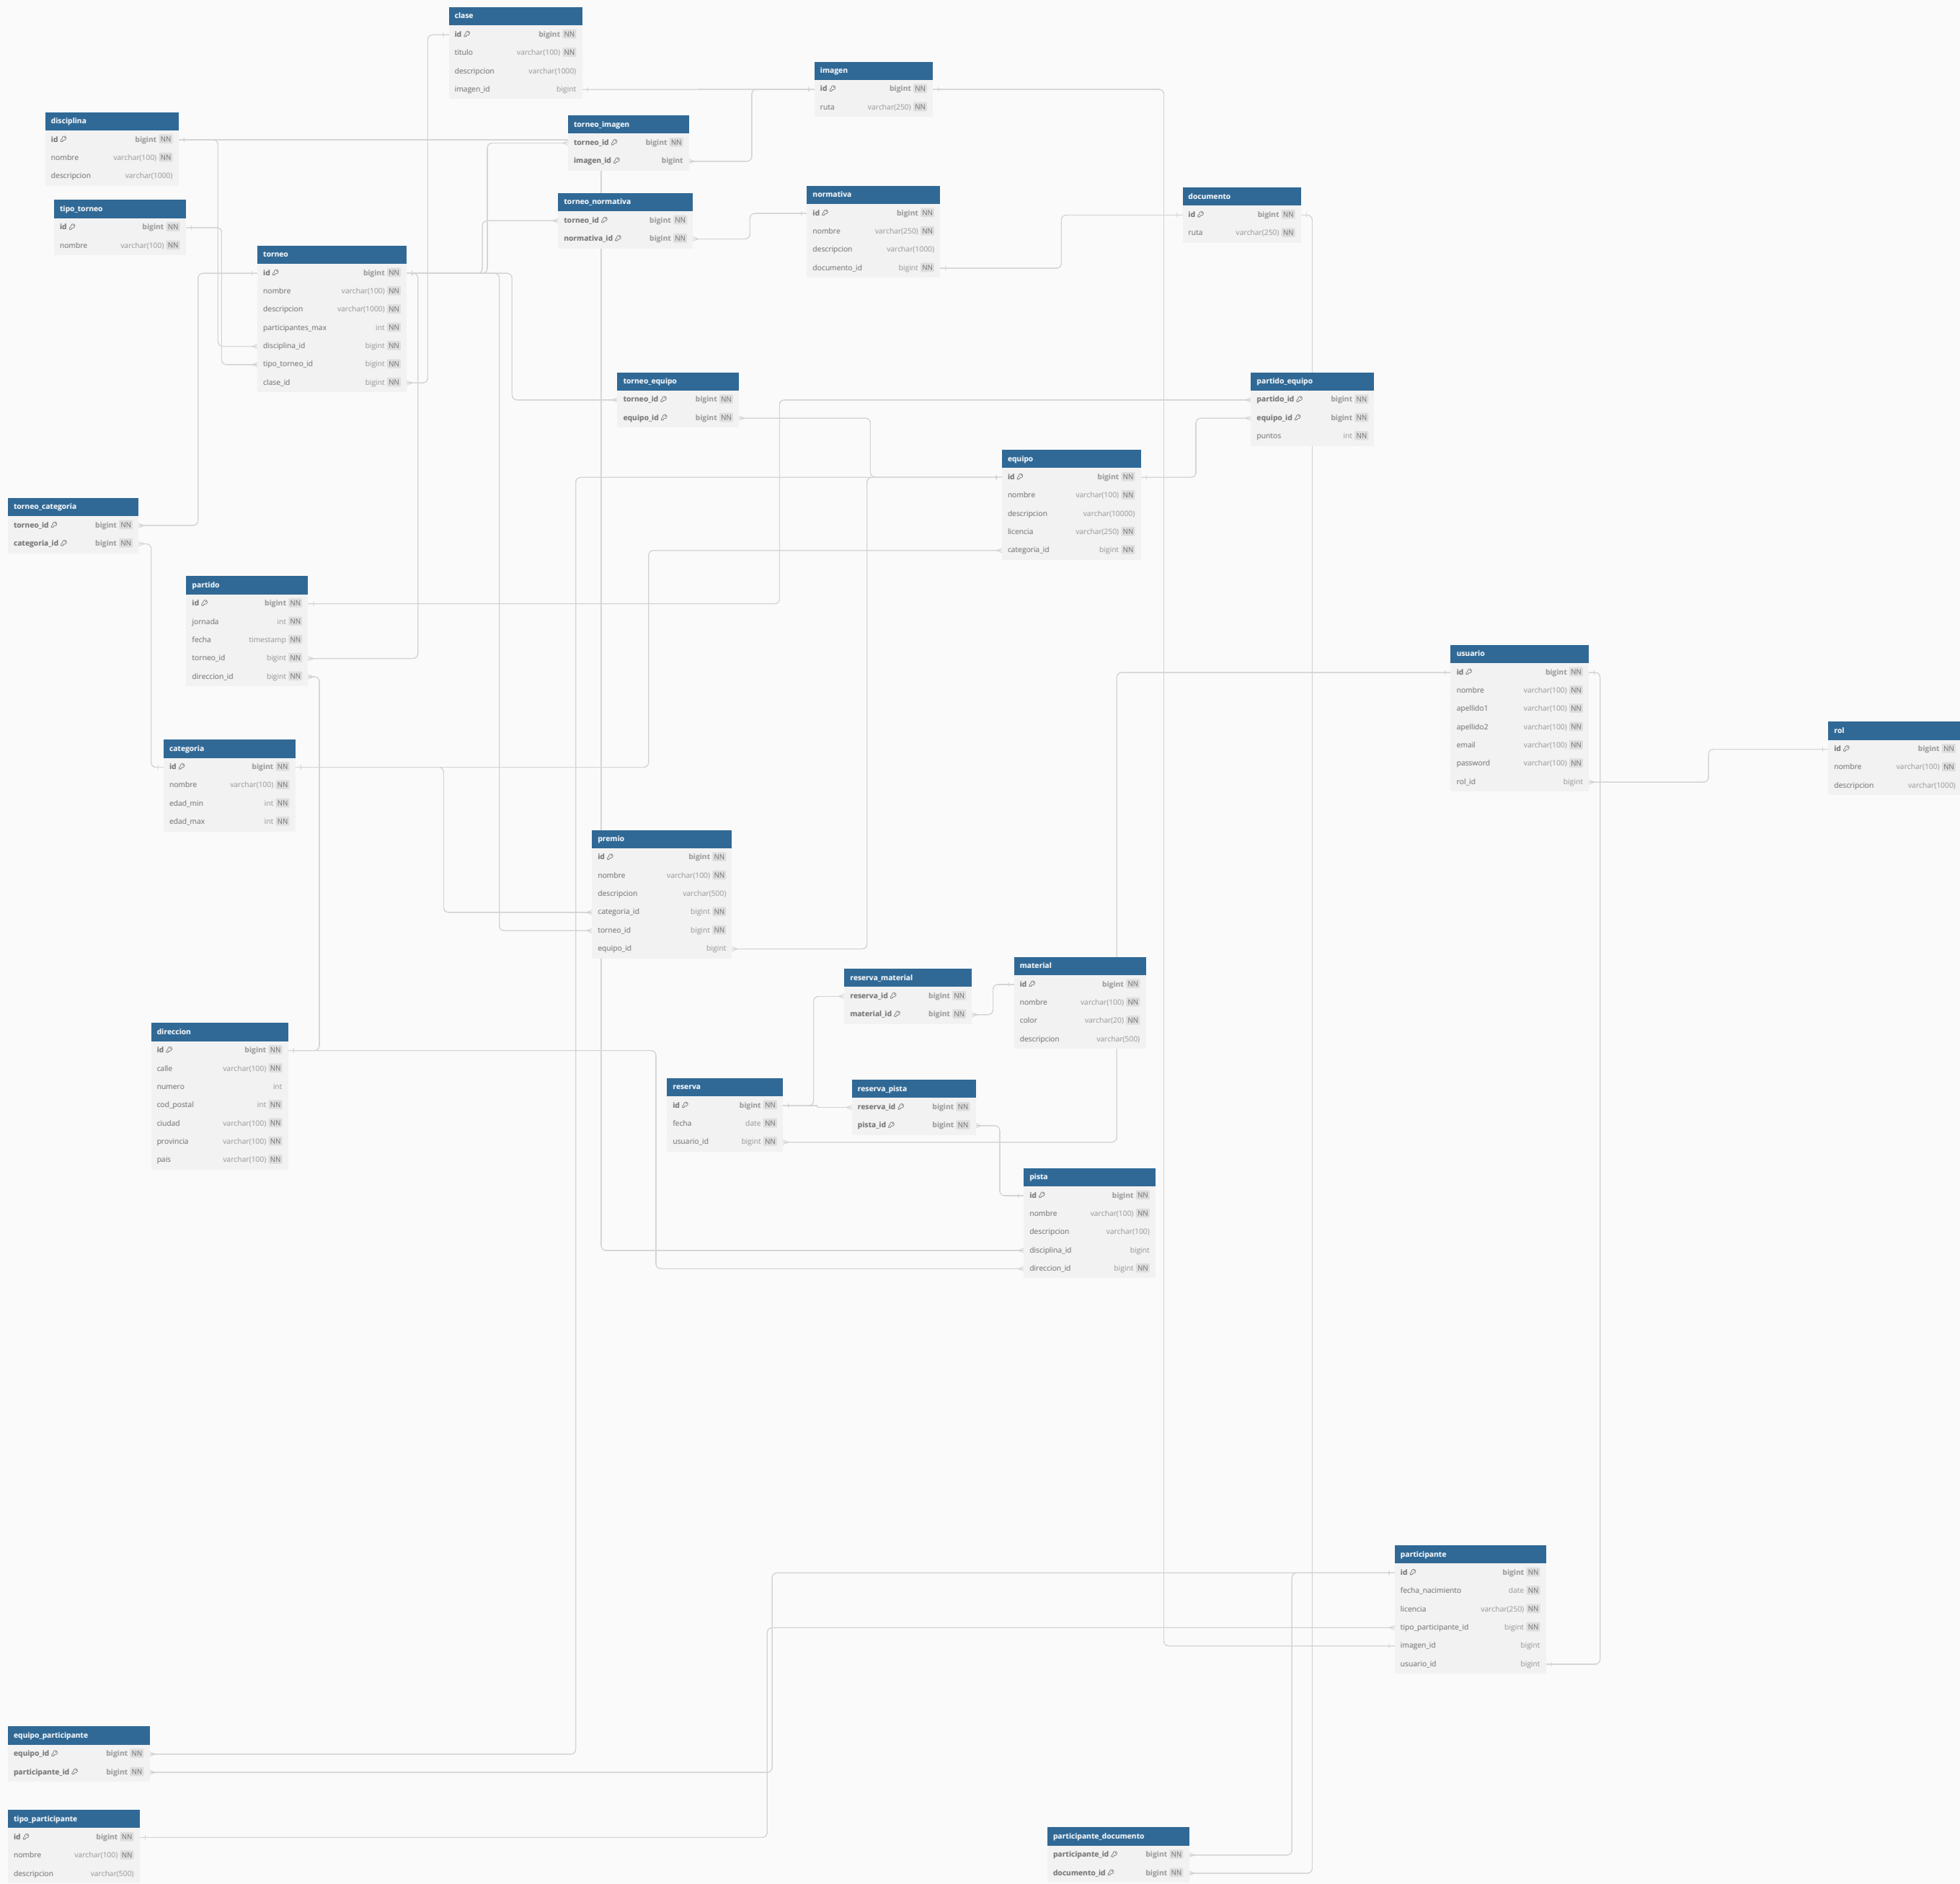 clase
id bigint NN
titulo varchar(100) NN
descripcion varchar(1000)
imagen_id bigint
imagen
id bigint NN
ruta varchar(250) NN
disciplina
id bigint NN
nombre varchar(100) NN
descripcion varchar(1000)
torneo_imagen
torneo_id bigint NN
imagen_id bigint
tipo_torneo
id bigint NN
nombre varchar(100) NN
torneo_normativa
torneo_id bigint NN
normativa_id bigint NN
normativa
id bigint NN
nombre varchar(250) NN
descripcion varchar(1000)
documento_id bigint NN
documento
id bigint NN
ruta varchar(250) NN
torneo
id bigint NN
nombre varchar(100) NN
descripcion varchar(1000) NN
participantes_max int NN
disciplina_id bigint NN
tipo_torneo_id bigint NN
clase_id bigint NN
torneo_equipo
torneo_id bigint NN
equipo_id bigint NN
partido_equipo
partido_id bigint NN
equipo_id bigint NN
puntos int NN
equipo
id bigint NN
nombre varchar(100) NN
descripcion varchar(10000)
licencia varchar(250) NN
categoria_id bigint NN
torneo_categoria
torneo_id bigint NN
categoria_id bigint NN
partido
id bigint NN
jornada int NN
fecha timestamp NN
torneo_id bigint NN
direccion_id bigint NN
usuario
id bigint NN
nombre varchar(100) NN
apellido1 varchar(100) NN
apellido2 varchar(100) NN
email varchar(100) NN
password varchar(100) NN
rol_id bigint
rol
id bigint NN
nombre varchar(100) NN
descripcion varchar(1000)
categoria
id bigint NN
nombre varchar(100) NN
edad_min int NN
edad_max int NN
premio
id bigint NN
nombre varchar(100) NN
descripcion varchar(500)
categoria_id bigint NN
torneo_id bigint NN
equipo_id bigint
reserva_material
reserva_id bigint NN
material_id bigint NN
material
id bigint NN
nombre varchar(100) NN
color varchar(20) NN
descripcion varchar(500)
direccion
id bigint NN
calle varchar(100) NN
numero int
cod_postal int NN
ciudad varchar(100) NN
provincia varchar(100) NN
pais varchar(100) NN
reserva
id bigint NN
fecha date NN
usuario_id bigint NN
reserva_pista
reserva_id bigint NN
pista_id bigint NN
pista
id bigint NN
nombre varchar(100) NN
descripcion varchar(100)
disciplina_id bigint
direccion_id bigint NN
participante
id bigint NN
fecha_nacimiento date NN
licencia varchar(250) NN
tipo_participante_id bigint NN
imagen_id bigint
usuario_id bigint
equipo_participante
equipo_id bigint NN
participante_id bigint NN
tipo_participante
id bigint NN
nombre varchar(100) NN
descripcion varchar(500)
participante_documento
participante_id bigint NN
documento_id bigint NN